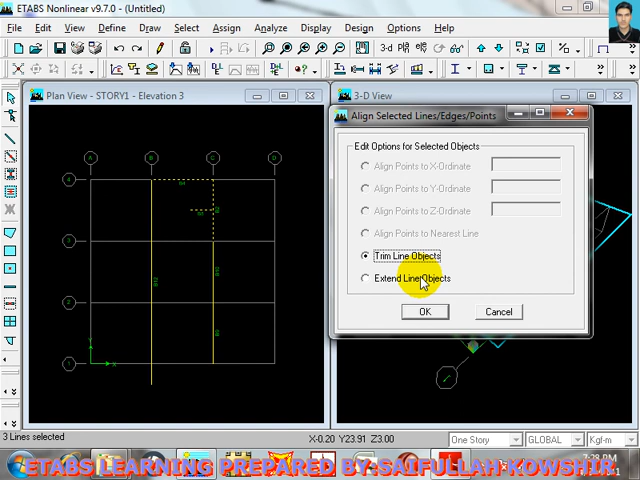 ETABS Nonlinear v9.7.0 - (Untitled)
File Edit View Define Draw Select Assign Analyze Display Design Options Help
3-d
Plan View - STORY1 - Elevation 3
3-D View
Align Selected Lines/Edges/Points
Edit Options for Selected Objects
Align Points to X-Ordinate
Align Points to Y-Ordinate
Align Points to Z-Ordinate
Align Points to Nearest Line
Trim Line Objects
Extend Line Objects
OK Cancel
A B C D
4
3
2
1
Y
X
3 Lines selected
X-0.20 Y23.91 Z3.00
One Story GLOBAL Kgf-m
ETABS LEARNING PREPARED BY SAIFULLAH KOWSHIR